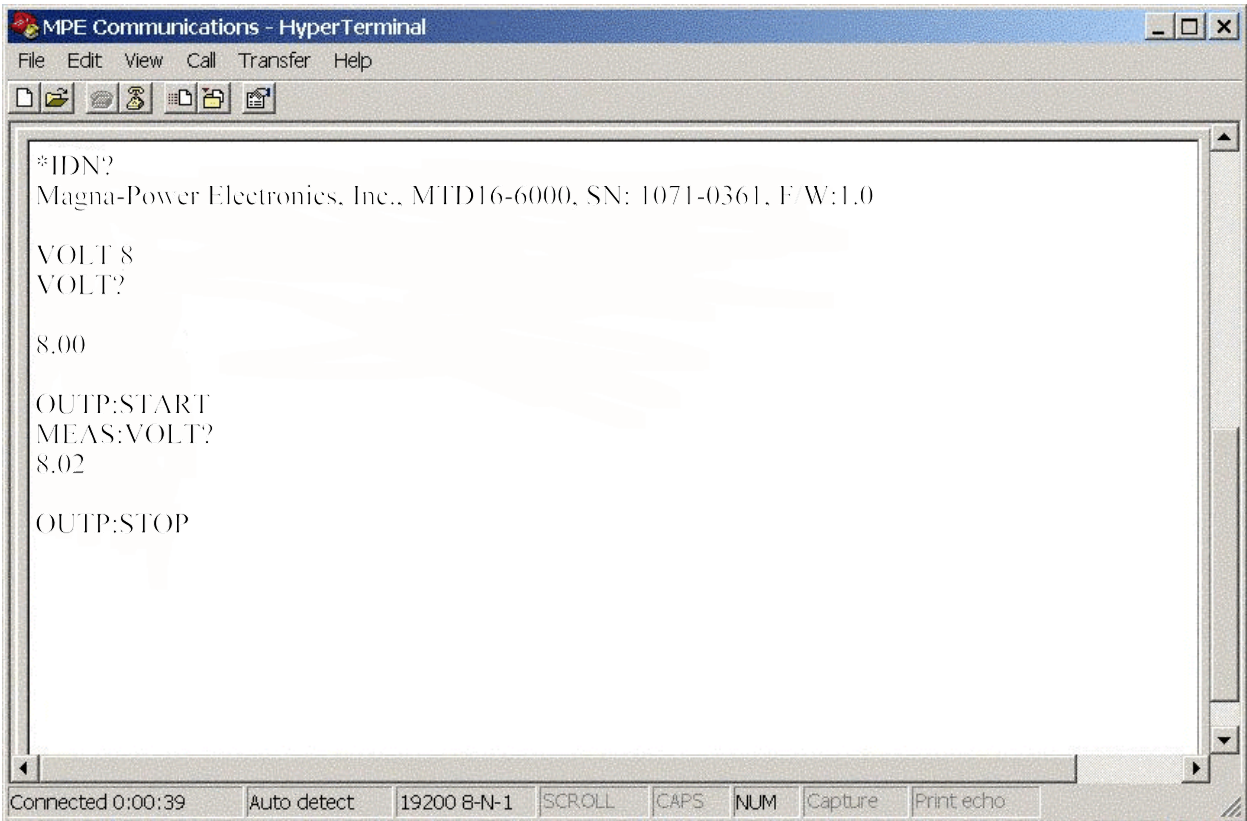 MPE Communications - HyperTerminal
File Edit View Call Transfer Help
*IDN?
Magna-Power Electronics, Inc., MTD16-6000, SN: 1071-0361, F/W:1.0
VOLT 8
VOLT?
8.00
OUTP:START
MEAS:VOLT?
8.02
OUTP:STOP
Connected 0:00:39 Auto detect 19200 8-N-1 SCROLL CAPS NUM Capture Print echo